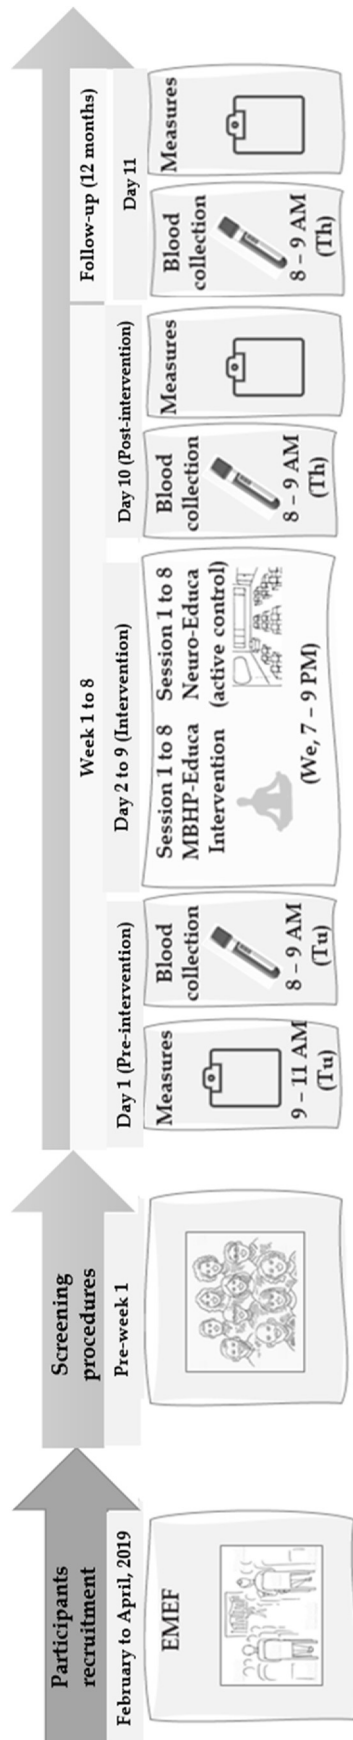 Participants
recruitment
February to April, 2019
EMEF
Screening
procedures
Pre-week 1
Week 1 to 8
Day 1 (Pre-intervention)
Measures
9 – 11 AM
(Tu)
Blood
collection
8 – 9 AM
(Tu)
Day 2 to 9 (Intervention)
Session 1 to 8
MBHP-Educa
Intervention
Session 1 to 8
Neuro-Educa
(active control)
(We, 7 – 9 PM)
Day 10 (Post-intervention)
Blood
collection
8 – 9 AM
(Th)
Measures
Follow-up (12 months)
Day 11
Blood
collection
8 – 9 AM
(Th)
Measures